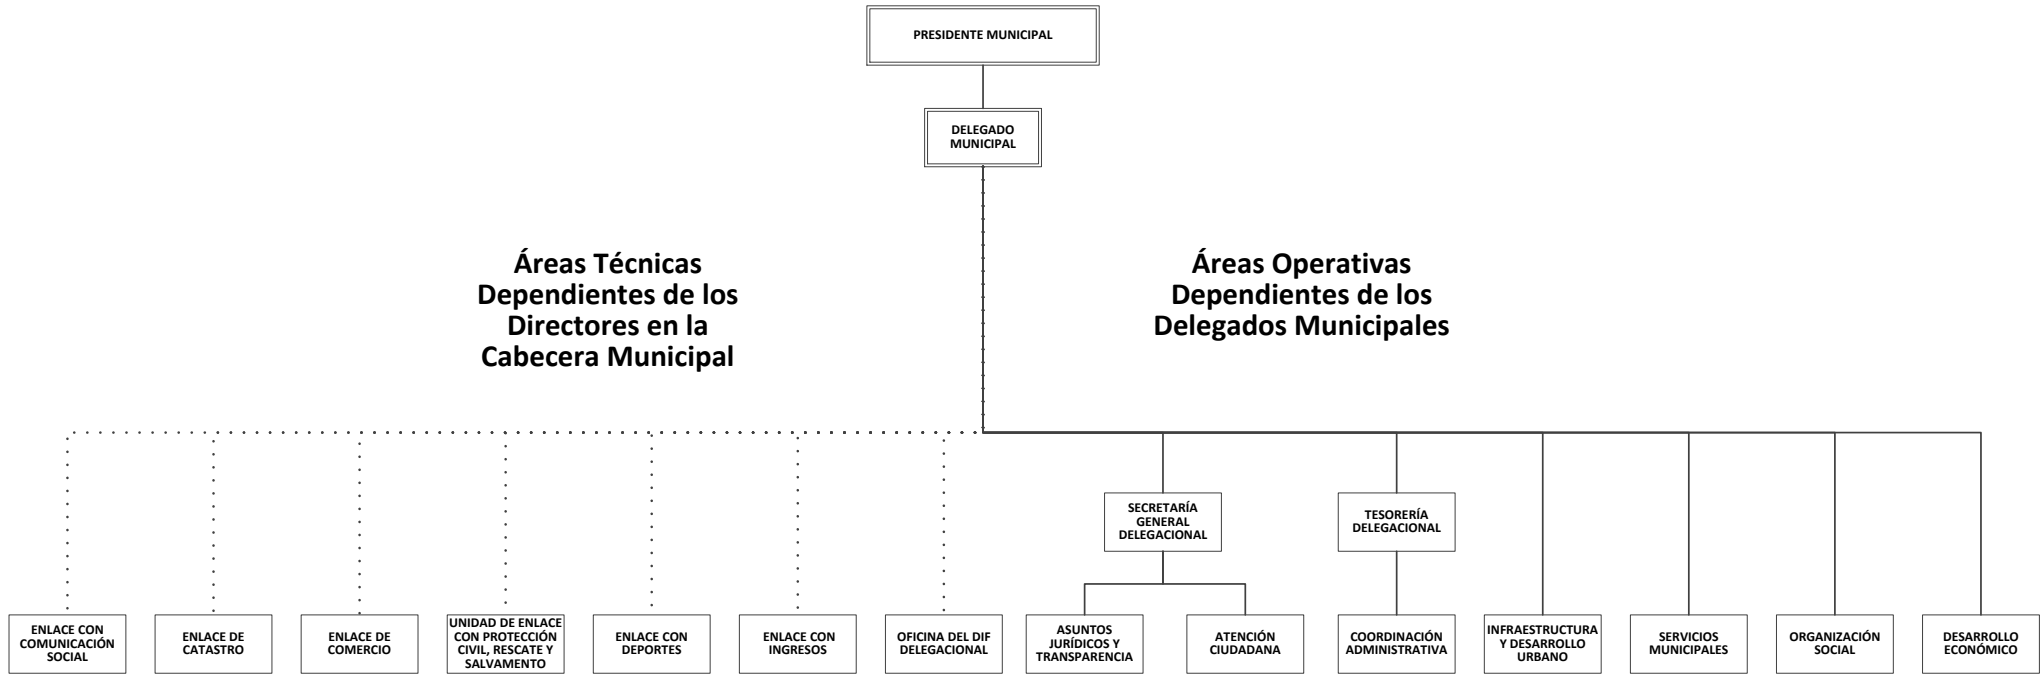 PRESIDENTE MUNICIPAL
DELEGADO
MUNICIPAL
Áreas Técnicas
Dependientes de los
Directores en la
Cabecera Municipal
Áreas Operativas
Dependientes de los
Delegados Municipales
SECRETARÍA
GENERAL
DELEGACIONAL
TESORERÍA
DELEGACIONAL
ENLACE CON
COMUNICACIÓN
SOCIAL
ENLACE DE
CATASTRO
ENLACE DE
COMERCIO
UNIDAD DE ENLACE
CON PROTECCIÓN
CIVIL, RESCATE Y
SALVAMENTO
ENLACE CON
DEPORTES
ENLACE CON
INGRESOS
OFICINA DEL DIF
DELEGACIONAL
ASUNTOS
JURÍDICOS Y
TRANSPARENCIA
ATENCIÓN
CIUDADANA
COORDINACIÓN
ADMINISTRATIVA
INFRAESTRUCTURA
Y DESARROLLO
URBANO
SERVICIOS
MUNICIPALES
ORGANIZACIÓN
SOCIAL
DESARROLLO
ECONÓMICO